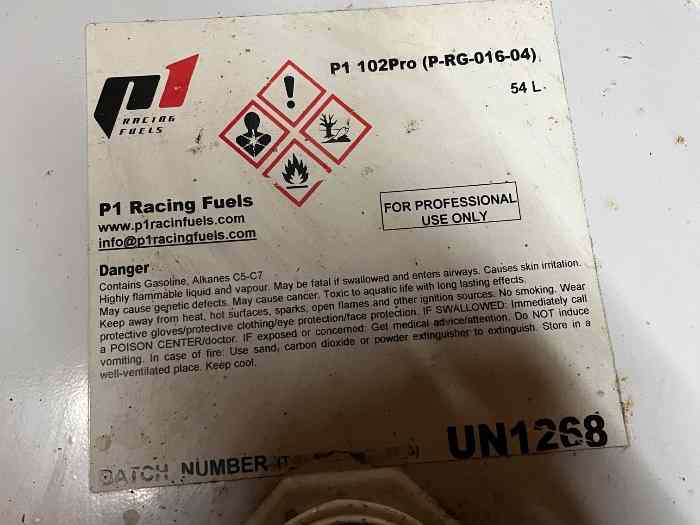 P1
RACING
FUELS
P1 102Pro (P-RG-016-04)
54 L
P1 Racing Fuels
www.p1racinfuels.com
info@p1racingfuels.com
FOR PROFESSIONAL
USE ONLY
Danger
Contains Gasoline, Alkanes C5-C7
Highly flammable liquid and vapour. May be fatal if swallowed and enters airways. Causes skin irritation.
May cause genetic defects. May cause cancer. Toxic to aquatic life with long lasting effects.
Keep away from heat, hot surfaces, sparks, open flames and other ignition sources. No smoking. Wear
protective gloves/protective clothing/eye protection/face protection. IF SWALLOWED: Immediately call
a POISON CENTER/doctor. IF exposed or concerned: Get medical advice/attention. Do NOT induce
vomiting. In case of fire: Use sand, carbon dioxide or powder extinguisher to extinguish. Store in a
well-ventilated place. Keep cool.
BATCH NUMBER
UN1268